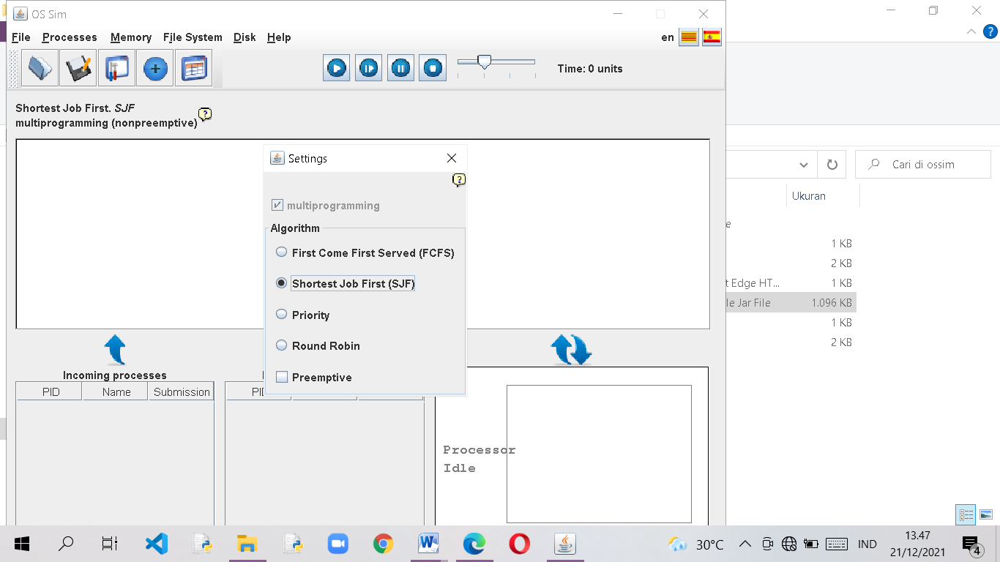 OS Sim
File Processes Memory File System Disk Help
en
Time: 0 units
Shortest Job First. SJF
multiprogramming (nonpreemptive)
Settings
multiprogramming
Algorithm
First Come First Served (FCFS)
Shortest Job First (SJF)
Priority
Round Robin
Preemptive
Incoming processes
PID Name Submission
Processor
Idle
Cari di ossim
Ukuran
1 KB
2 KB
t Edge HT... 1 KB
le Jar File 1.096 KB
1 KB
2 KB
30°C
IND
13.47
21/12/2021
4